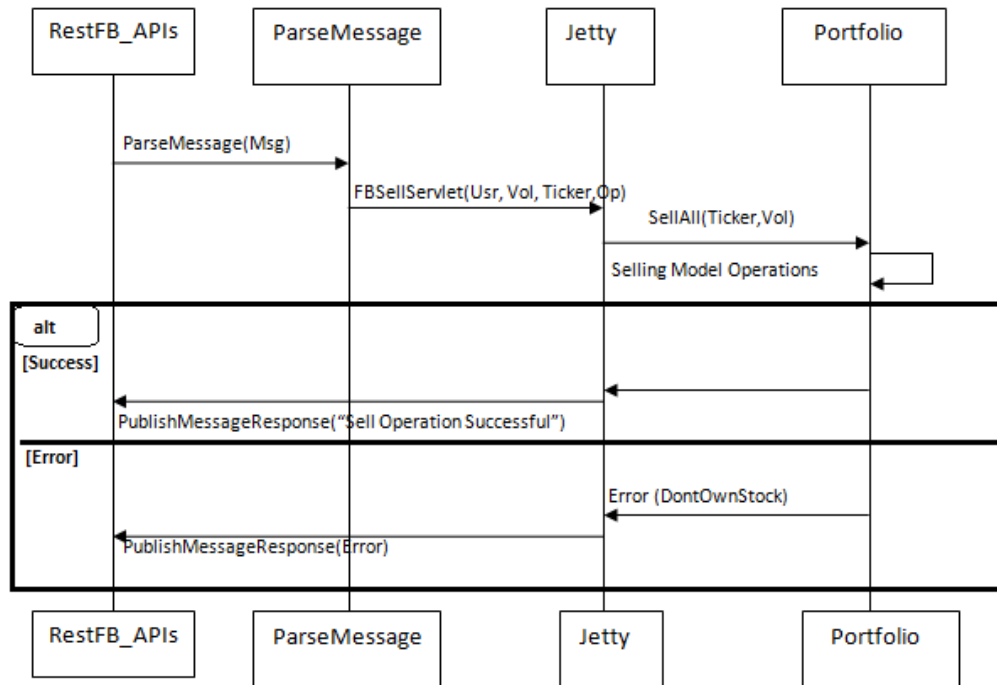 RestFB_APIs
ParseMessage
Jetty
Portfolio
ParseMessage(Msg)
FBSellServlet(Usr, Vol, Ticker,Op)
SellAll(Ticker,Vol)
Selling Model Operations
alt
[Success]
PublishMessageResponse(“Sell Operation Successful”)
[Error]
Error (DontOwnStock)
PublishMessageResponse(Error)
RestFB_APIs
ParseMessage
Jetty
Portfolio